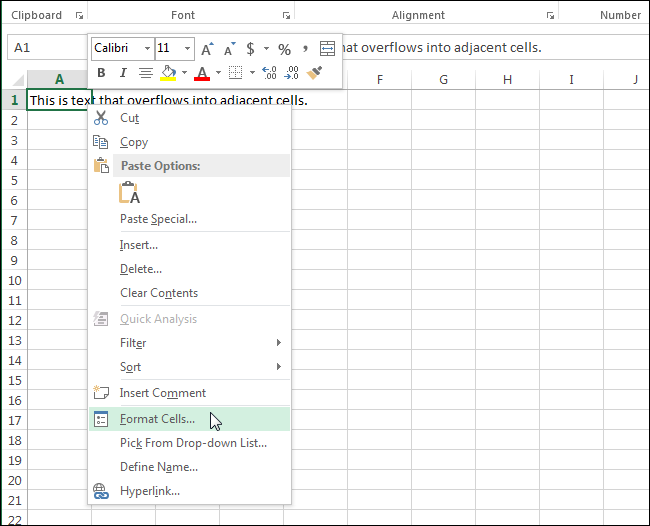 Clipboard Font Alignment Number
A1 Calibri 11 $ % , hat overflows into adjacent cells.
B I A .00 .0
A F G H I J
1 This is text that overflows into adjacent cells.
2 Cut
3 Copy
4 Paste Options:
5 A
6
7 Paste Special...
8 Insert...
9 Delete...
10 Clear Contents
11
12 Quick Analysis
13 Filter
14 Sort
15
16 Insert Comment
17 Format Cells...
18 Pick From Drop-down List...
19 Define Name...
20 Hyperlink...
21
22